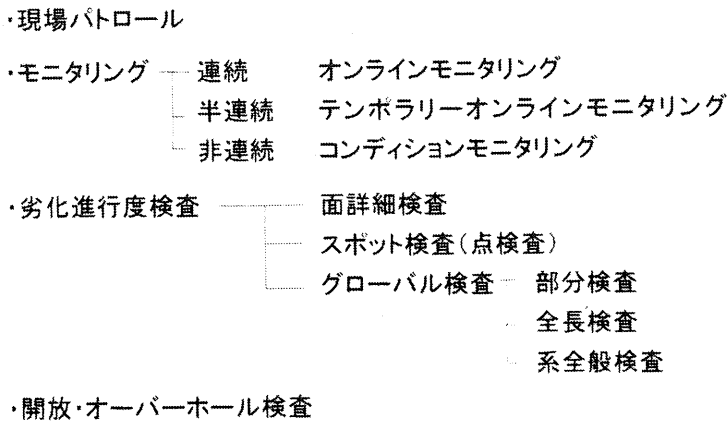 ・現場パトロール
・モニタリング 連続 オンラインモニタリング
半連続 テンポラリーオンラインモニタリング
非連続 コンディションモニタリング
・劣化進行度検査 面詳細検査
スポット検査(点検査)
グローバル検査 部分検査
全長検査
系全般検査
・開放・オーバーホール検査